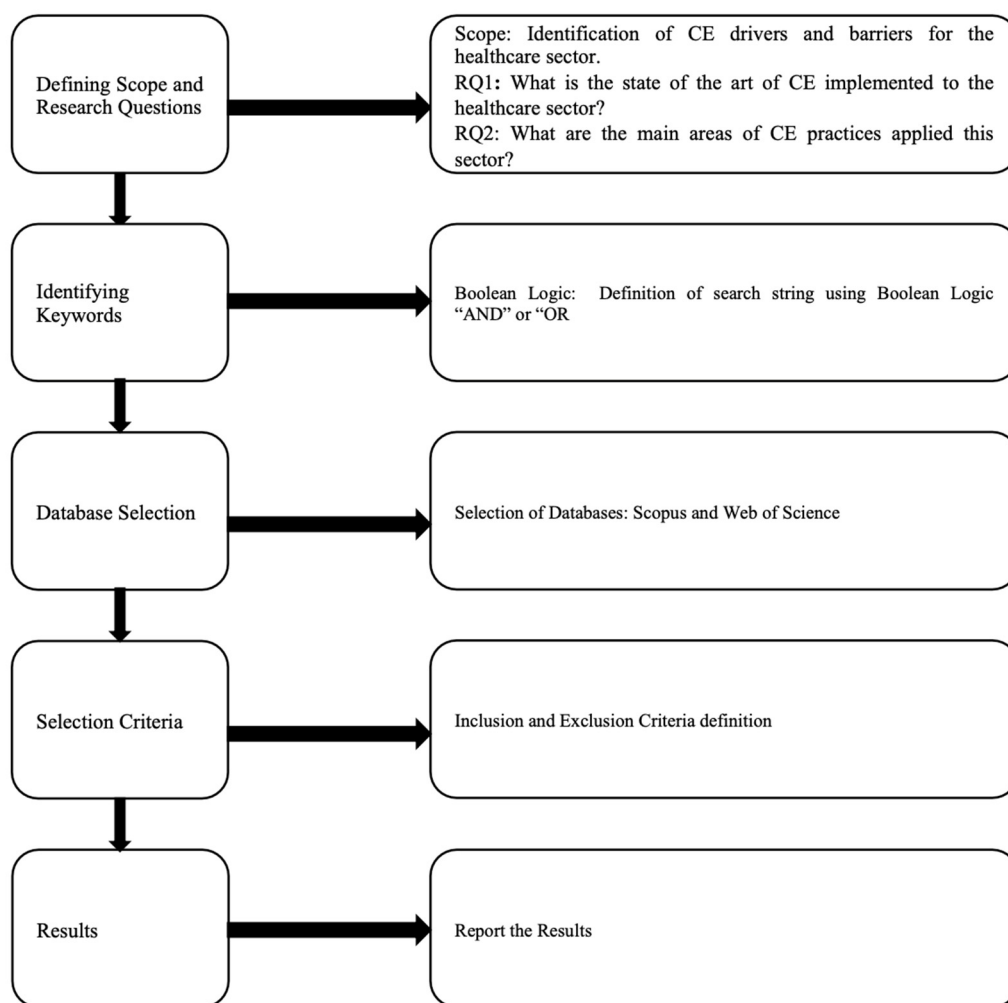 Defining Scope and
Research Questions
Scope: Identification of CE drivers and barriers for the
healthcare sector.
RQ1: What is the state of the art of CE implemented to the
healthcare sector?
RQ2: What are the main areas of CE practices applied this
sector?
Identifying
Keywords
Boolean Logic: Definition of search string using Boolean Logic
“AND” or “OR
Database Selection
Selection of Databases: Scopus and Web of Science
Selection Criteria
Inclusion and Exclusion Criteria definition
Results
Report the Results